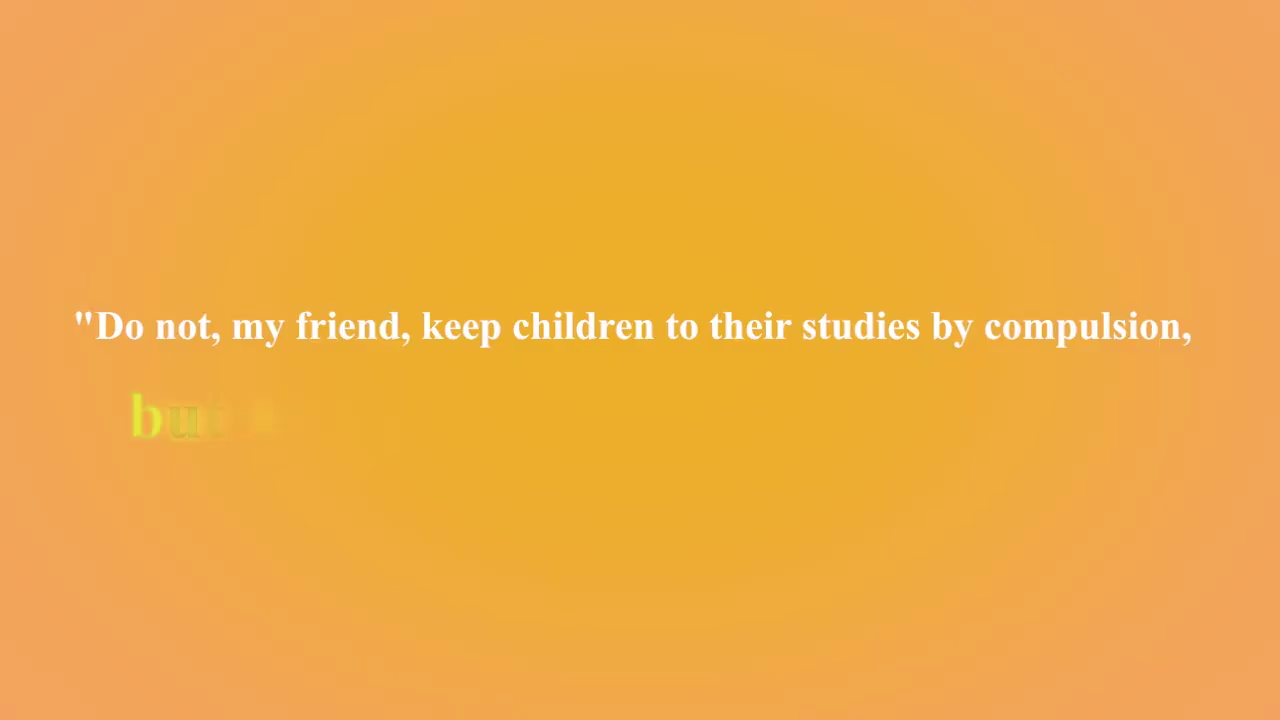 "Do not, my friend, keep children to their studies by compulsion,
but